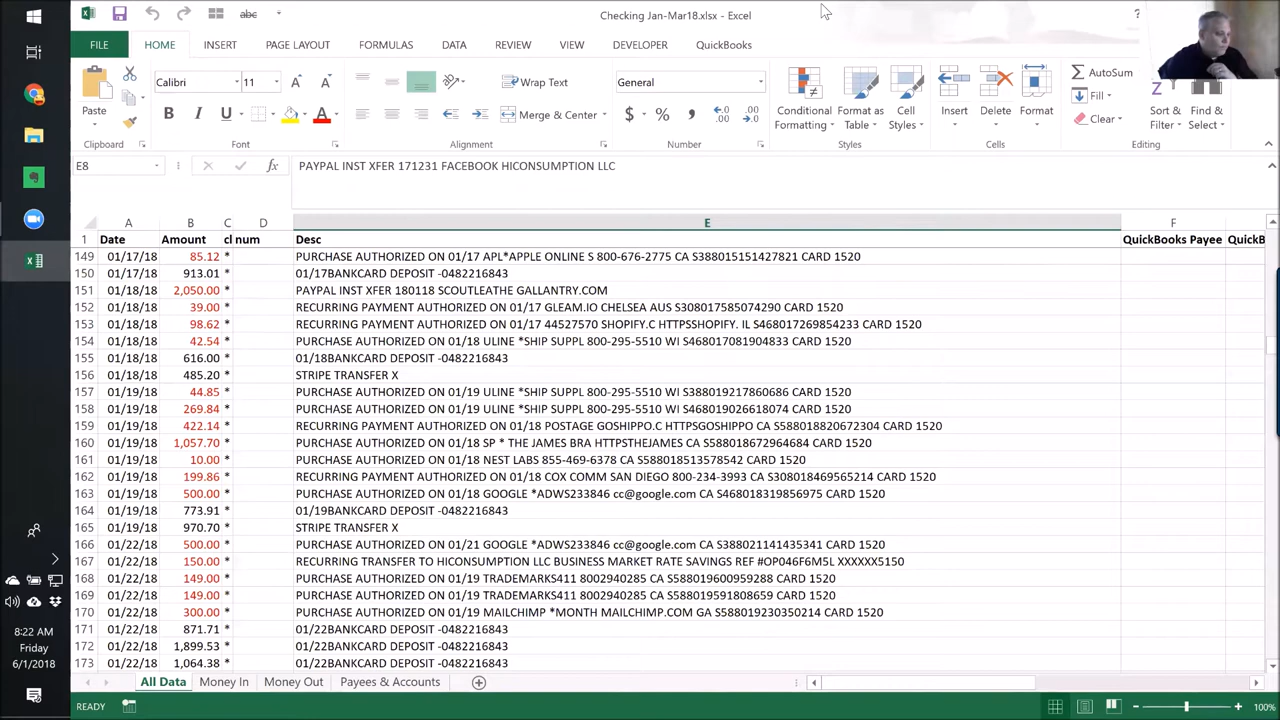 abc
Checking Jan-Mar18.xlsx - Excel
?
FILE HOME INSERT PAGE LAYOUT FORMULAS DATA REVIEW VIEW DEVELOPER QuickBooks
Paste
Calibri 11
B I U A
Wrap Text
Merge & Center
General
$ % ,
Conditional Formatting
Format as Table
Cell Styles
Insert Delete Format
AutoSum
Fill
Clear
Sort & Filter
Find & Select
Clipboard Font Alignment Number Styles Cells Editing
E8 fx PAYPAL INST XFER 171231 FACEBOOK HICONSUMPTION LLC
A B C D E F
1 Date Amount cl num Desc QuickBooks Payee QuickB
149 01/17/18 85.12 * PURCHASE AUTHORIZED ON 01/17 APL*APPLE ONLINE S 800-676-2775 CA S388015151427821 CARD 1520
150 01/17/18 913.01 * 01/17BANKCARD DEPOSIT -0482216843
151 01/18/18 2,050.00 * PAYPAL INST XFER 180118 SCOUTLEATHE GALLANTRY.COM
152 01/18/18 39.00 * RECURRING PAYMENT AUTHORIZED ON 01/17 GLEAM.IO CHELSEA AUS S308017585074290 CARD 1520
153 01/18/18 98.62 * RECURRING PAYMENT AUTHORIZED ON 01/17 44527570 SHOPIFY.C HTTPSSHOPIFY. IL S468017269854233 CARD 1520
154 01/18/18 42.54 * PURCHASE AUTHORIZED ON 01/18 ULINE *SHIP SUPPL 800-295-5510 WI S468017081904833 CARD 1520
155 01/18/18 616.00 * 01/18BANKCARD DEPOSIT -0482216843
156 01/18/18 485.20 * STRIPE TRANSFER X
157 01/19/18 44.85 * PURCHASE AUTHORIZED ON 01/19 ULINE *SHIP SUPPL 800-295-5510 WI S388019217860686 CARD 1520
158 01/19/18 269.84 * PURCHASE AUTHORIZED ON 01/19 ULINE *SHIP SUPPL 800-295-5510 WI S468019026618074 CARD 1520
159 01/19/18 422.14 * RECURRING PAYMENT AUTHORIZED ON 01/18 POSTAGE GOSHIPPO.C HTTPSGOSHIPPO CA S588018820672304 CARD 1520
160 01/19/18 1,057.70 * PURCHASE AUTHORIZED ON 01/18 SP * THE JAMES BRA HTTPSTHEJAMES CA S588018672964684 CARD 1520
161 01/19/18 10.00 * PURCHASE AUTHORIZED ON 01/18 NEST LABS 855-469-6378 CA S588018513578542 CARD 1520
162 01/19/18 199.86 * RECURRING PAYMENT AUTHORIZED ON 01/18 COX COMM SAN DIEGO 800-234-3993 CA S308018469565214 CARD 1520
163 01/19/18 500.00 * PURCHASE AUTHORIZED ON 01/18 GOOGLE *ADWS233846 cc@google.com CA S468018319856975 CARD 1520
164 01/19/18 773.91 * 01/19BANKCARD DEPOSIT -0482216843
165 01/19/18 970.70 * STRIPE TRANSFER X
166 01/22/18 500.00 * PURCHASE AUTHORIZED ON 01/21 GOOGLE *ADWS233846 cc@google.com CA S388021141435341 CARD 1520
167 01/22/18 150.00 * RECURRING TRANSFER TO HICONSUMPTION LLC BUSINESS MARKET RATE SAVINGS REF #OP046F6M5L XXXXXX5150
168 01/22/18 149.00 * PURCHASE AUTHORIZED ON 01/19 TRADEMARKS411 8002940285 CA S588019600959288 CARD 1520
169 01/22/18 149.00 * PURCHASE AUTHORIZED ON 01/19 TRADEMARKS411 8002940285 CA S588019591808659 CARD 1520
170 01/22/18 300.00 * PURCHASE AUTHORIZED ON 01/19 MAILCHIMP *MONTH MAILCHIMP.COM GA S588019230350214 CARD 1520
171 01/22/18 871.71 * 01/22BANKCARD DEPOSIT -0482216843
172 01/22/18 1,899.53 * 01/22BANKCARD DEPOSIT -0482216843
173 01/22/18 1,064.38 * 01/22BANKCARD DEPOSIT -0482216843
All Data Money In Money Out Payees & Accounts
READY
100%
8:22 AM
Friday
6/1/2018